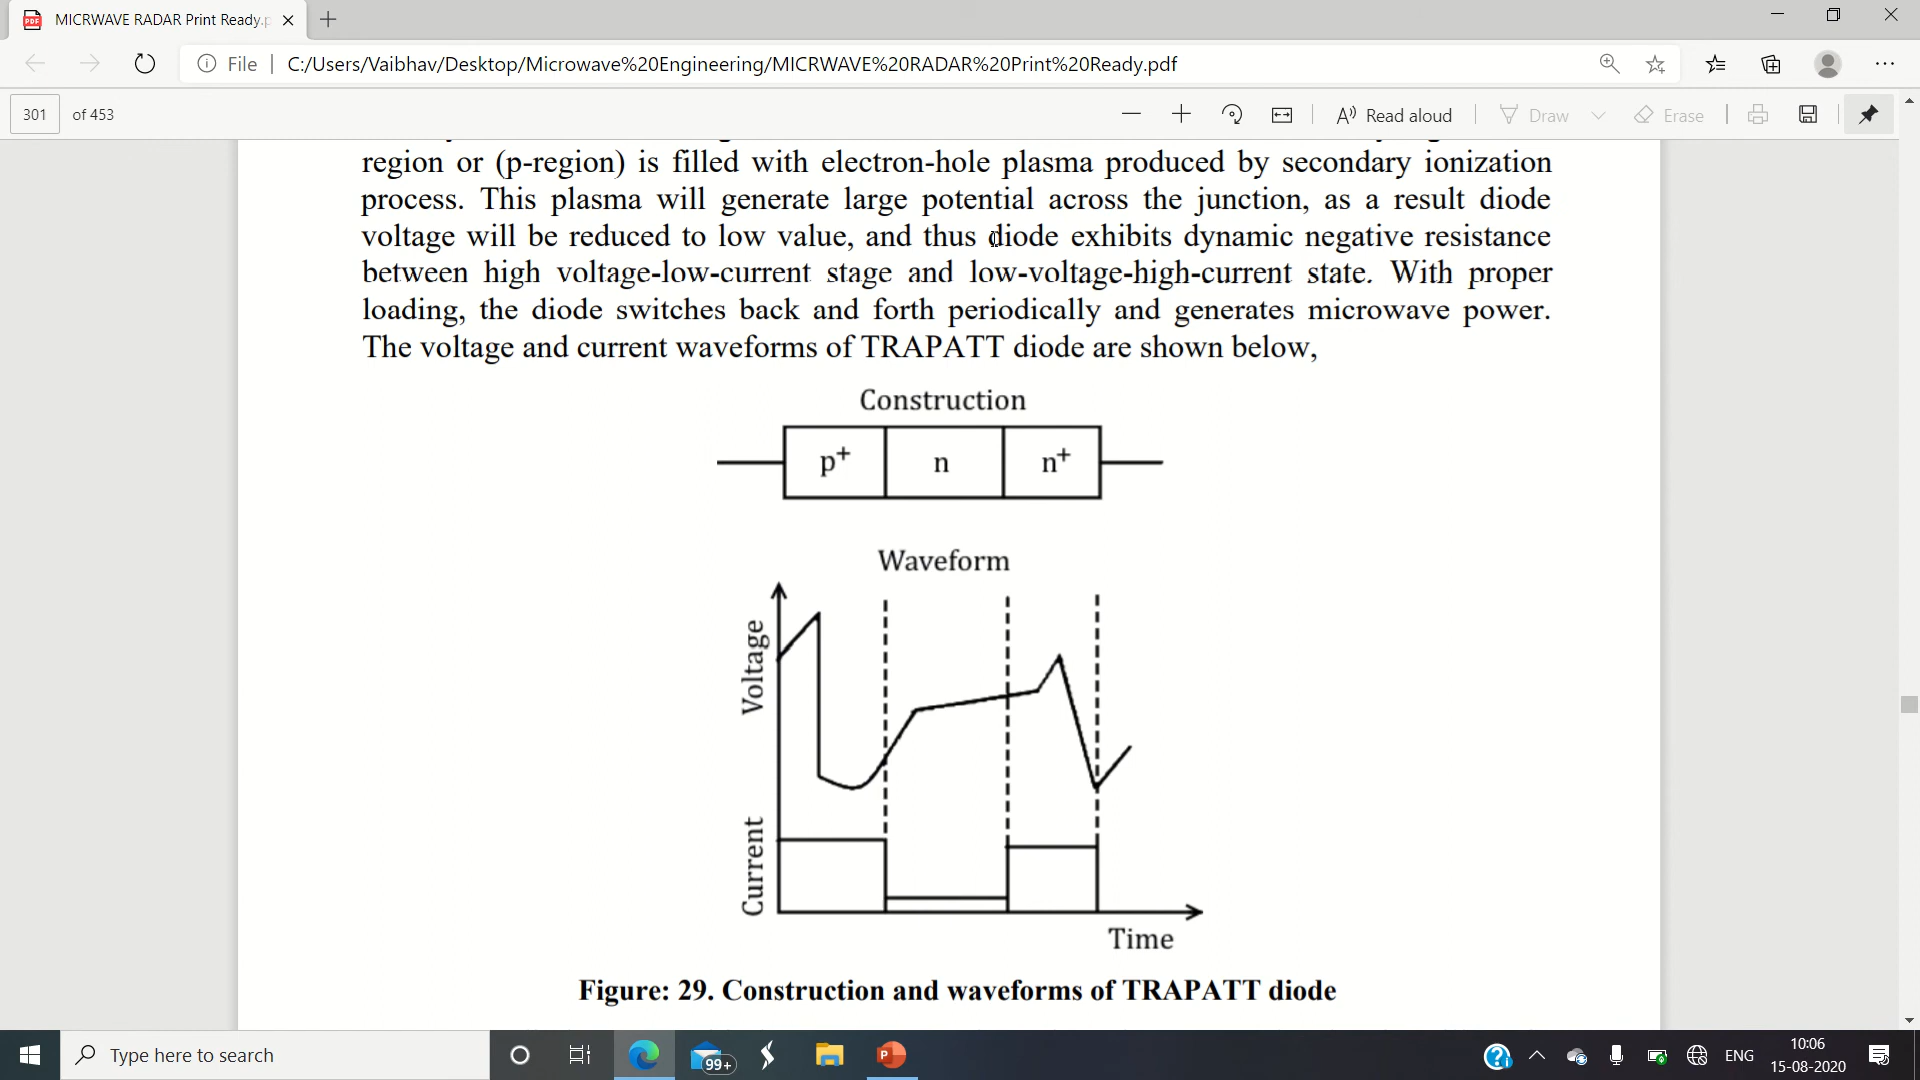 MICRWAVE RADAR Print Ready.p
File
C:/Users/Vaibhav/Desktop/Microwave%20Engineering/MICRWAVE%20RADAR%20Print%20Ready.pdf
301 of 453
Read aloud
Draw
Erase
region or (p-region) is filled with electron-hole plasma produced by secondary ionization
process. This plasma will generate large potential across the junction, as a result diode
voltage will be reduced to low value, and thus diode exhibits dynamic negative resistance
between high voltage-low-current stage and low-voltage-high-current state. With proper
loading, the diode switches back and forth periodically and generates microwave power.
The voltage and current waveforms of TRAPATT diode are shown below,
Construction
p+ n n+
Waveform
Voltage
Current
Time
Figure: 29. Construction and waveforms of TRAPATT diode
Type here to search
99+
ENG
10:06
15-08-2020